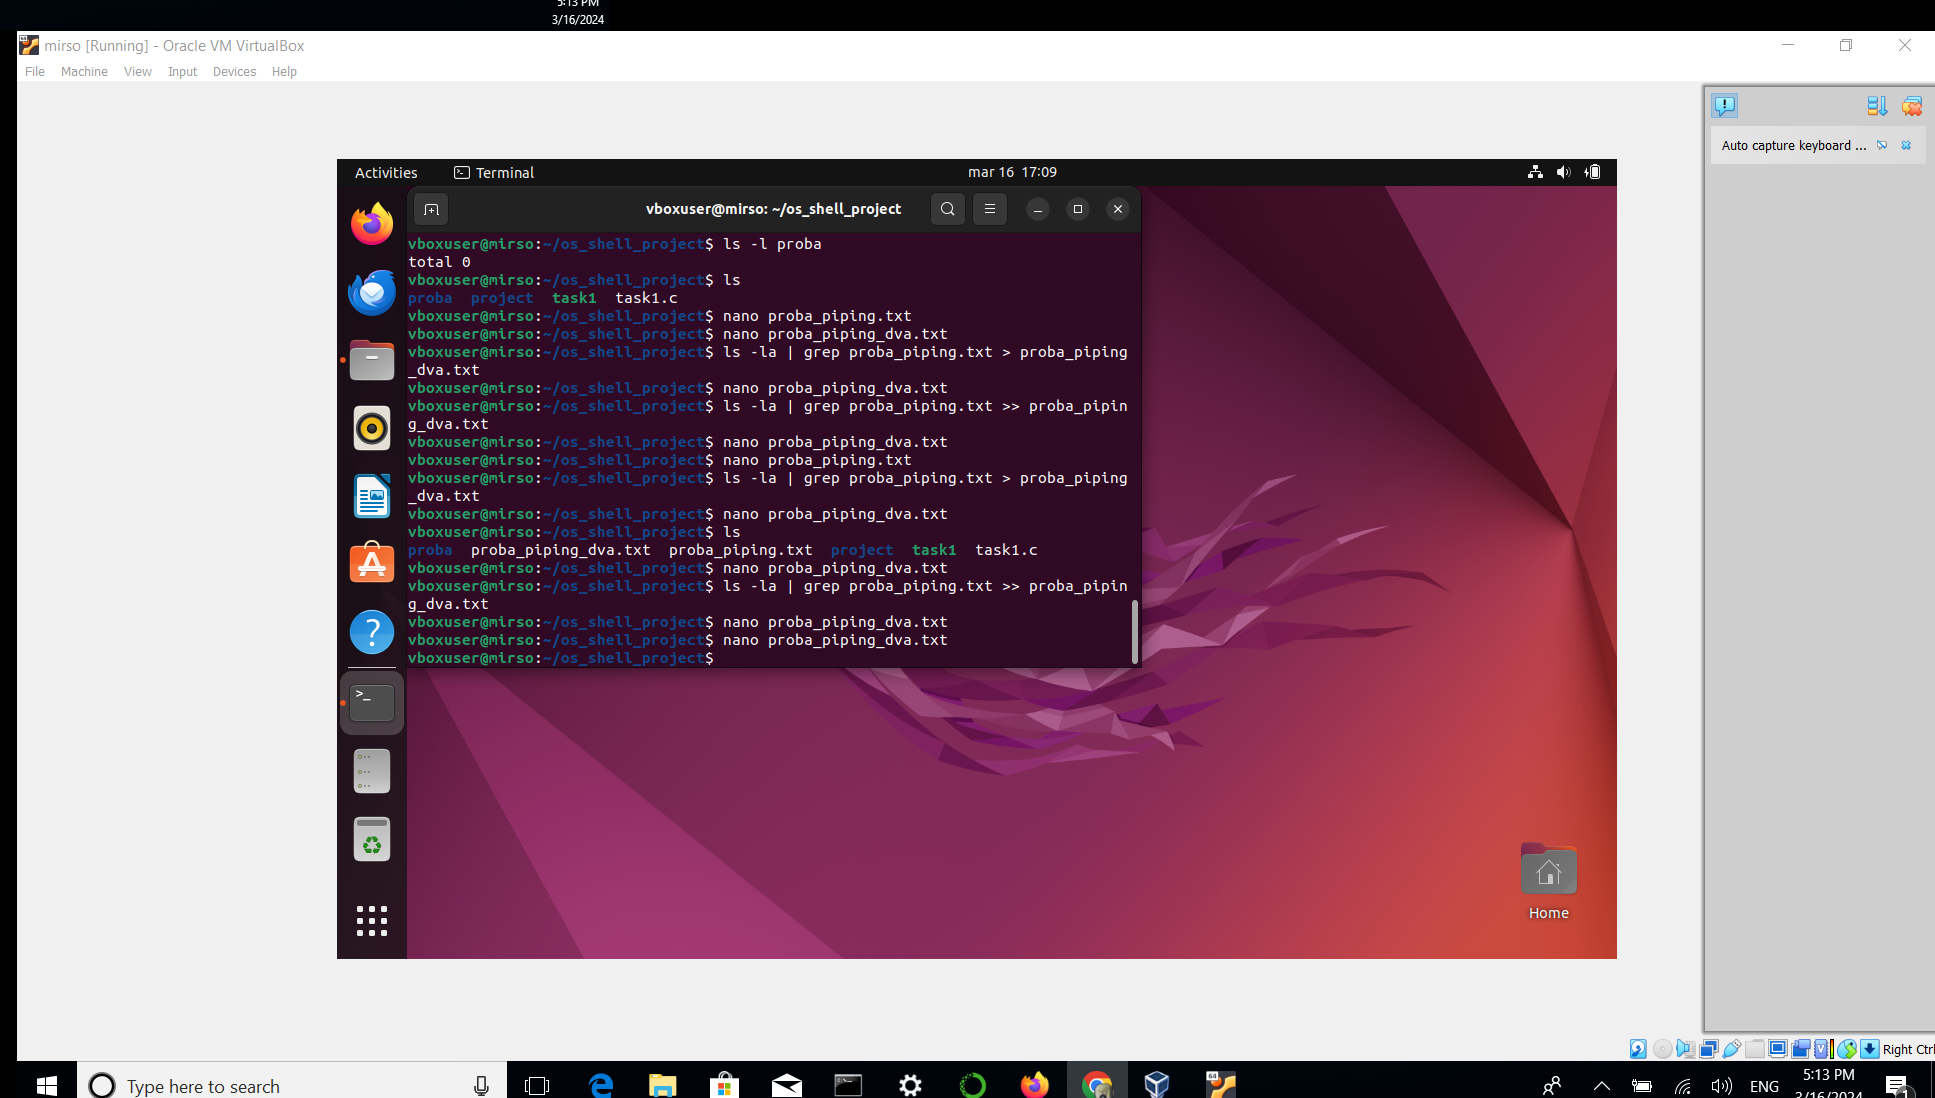 5:13 PM
3/16/2024
mirso [Running] - Oracle VM VirtualBox
File Machine View Input Devices Help
Auto capture keyboard ...
Activities Terminal mar 16 17:09
vboxuser@mirso: ~/os_shell_project
vboxuser@mirso:~/os_shell_project$ ls -l proba
total 0
vboxuser@mirso:~/os_shell_project$ ls
proba project task1 task1.c
vboxuser@mirso:~/os_shell_project$ nano proba_piping.txt
vboxuser@mirso:~/os_shell_project$ nano proba_piping_dva.txt
vboxuser@mirso:~/os_shell_project$ ls -la | grep proba_piping.txt > proba_piping
_dva.txt
vboxuser@mirso:~/os_shell_project$ nano proba_piping_dva.txt
vboxuser@mirso:~/os_shell_project$ ls -la | grep proba_piping.txt >> proba_pipin
g_dva.txt
vboxuser@mirso:~/os_shell_project$ nano proba_piping_dva.txt
vboxuser@mirso:~/os_shell_project$ nano proba_piping.txt
vboxuser@mirso:~/os_shell_project$ ls -la | grep proba_piping.txt > proba_piping
_dva.txt
vboxuser@mirso:~/os_shell_project$ nano proba_piping_dva.txt
vboxuser@mirso:~/os_shell_project$ ls
proba proba_piping_dva.txt proba_piping.txt project task1 task1.c
vboxuser@mirso:~/os_shell_project$ nano proba_piping_dva.txt
vboxuser@mirso:~/os_shell_project$ ls -la | grep proba_piping.txt >> proba_pipin
g_dva.txt
vboxuser@mirso:~/os_shell_project$ nano proba_piping_dva.txt
vboxuser@mirso:~/os_shell_project$ nano proba_piping_dva.txt
vboxuser@mirso:~/os_shell_project$
Home
Right Ctrl
Type here to search
ENG
5:13 PM
3/16/2024